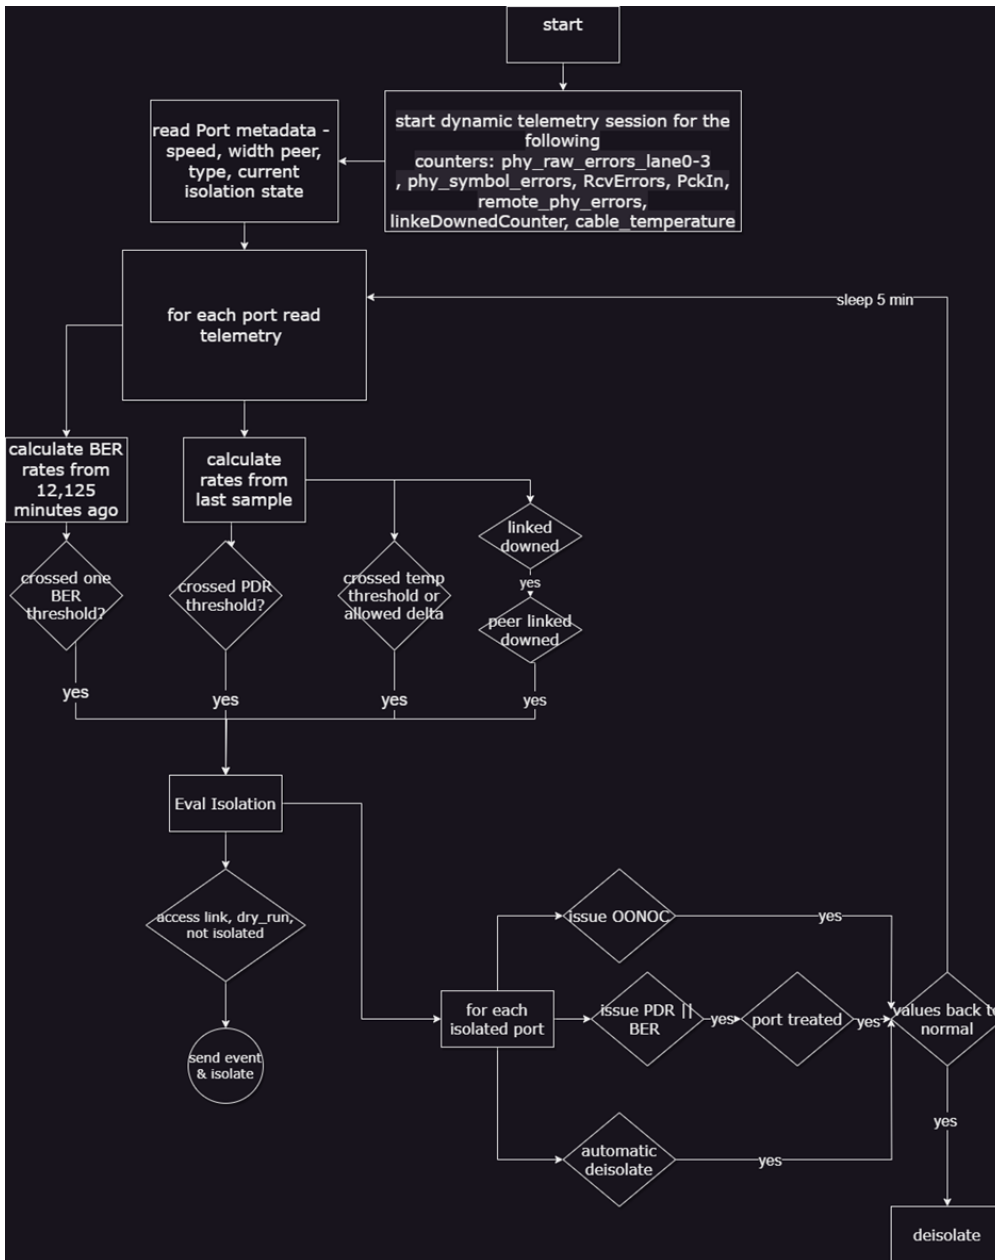 start
start dynamic telemetry session for the
following
counters: phy_raw_errors_lane0-3
, phy_symbol_errors, RcvErrors, PckIn,
remote_phy_errors,
linkeDownedCounter, cable_temperature
read Port metadata -
speed, width peer,
type, current
isolation state
for each port read
telemetry
sleep 5 min
calculate BER
rates from
12,125
minutes ago
calculate
rates from
last sample
linked
downed
yes
peer linked
downed
crossed one
BER
threshold?
crossed PDR
threshold?
crossed temp
threshold or
allowed delta
yes
yes
yes
yes
Eval Isolation
access link, dry_run,
not isolated
send event
& isolate
for each
isolated port
issue OONOC
yes
issue PDR ||
BER
yes
port treated
yes
values back to
normal
automatic
deisolate
yes
yes
deisolate